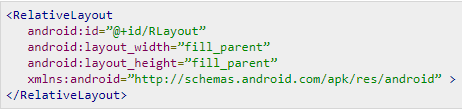 <RelativeLayout
android:id=”@+id/RLayout”
android:layout_width=”fill_parent”
android:layout_height=”fill_parent”
xmlns:android=”http://schemas.android.com/apk/res/android” >
</RelativeLayout>